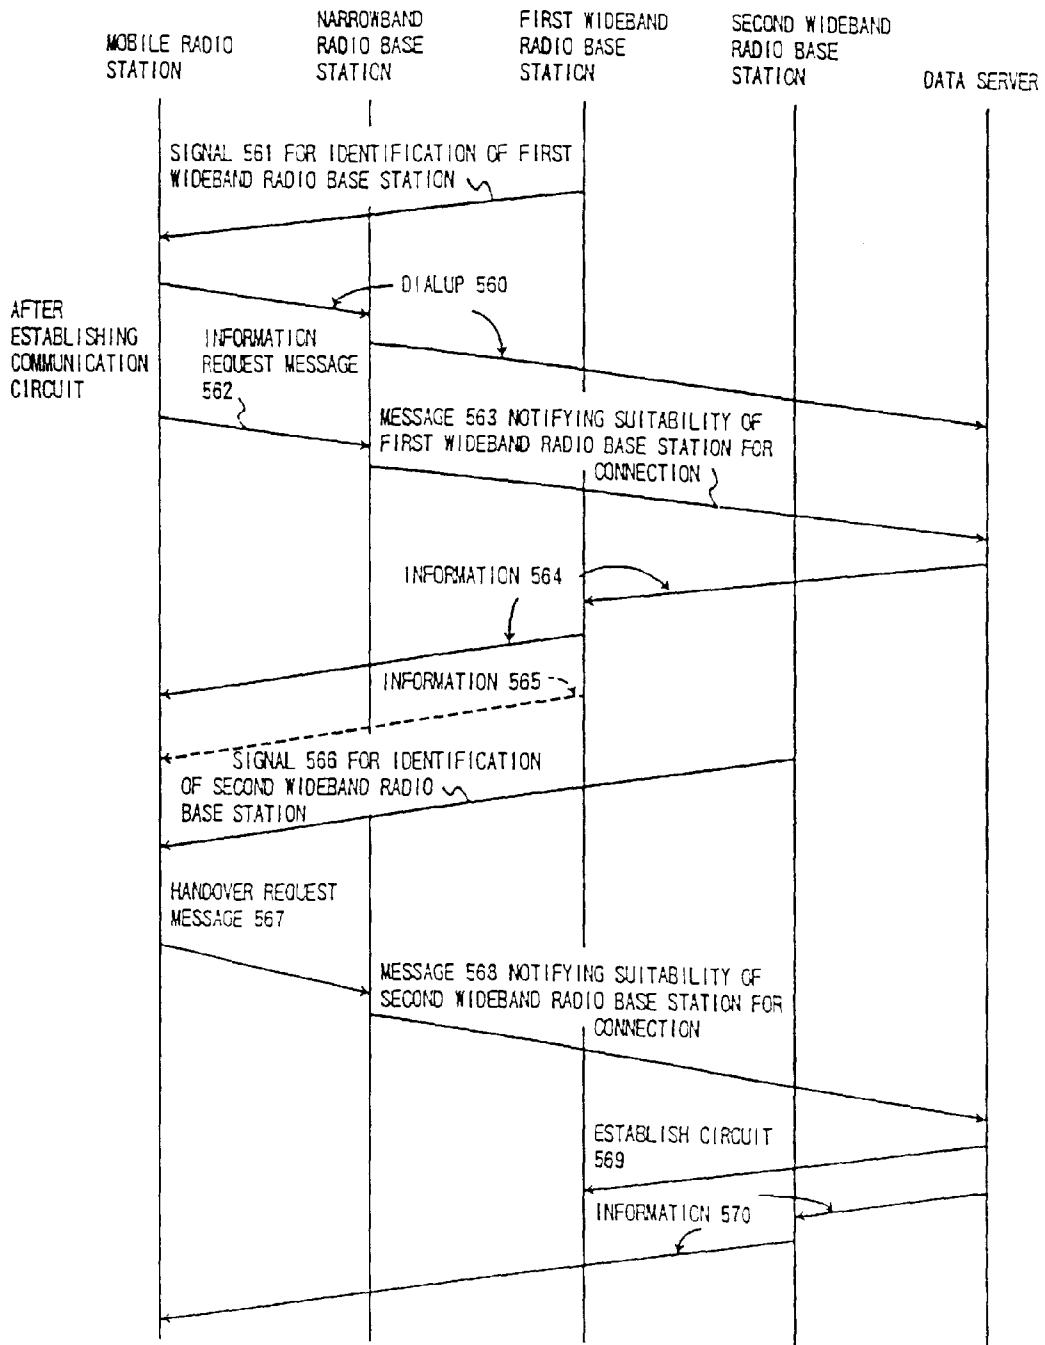 MOBILE RADIO
STATION
NARROWBAND
RADIO BASE
STATION
FIRST WIDEBAND
RADIO BASE
STATION
SECOND WIDEBAND
RADIO BASE
STATION
DATA SERVER
SIGNAL 561 FOR IDENTIFICATION OF FIRST
WIDEBAND RADIO BASE STATION
DIALUP 560
AFTER
ESTABLISHING
COMMUNICATION
CIRCUIT
INFORMATION
REQUEST MESSAGE
562
MESSAGE 563 NOTIFYING SUITABILITY OF
FIRST WIDEBAND RADIO BASE STATION FOR
CONNECTION
INFORMATION 564
INFORMATION 565
SIGNAL 566 FOR IDENTIFICATION
OF SECOND WIDEBAND RADIO
BASE STATION
HANDOVER REQUEST
MESSAGE 567
MESSAGE 568 NOTIFYING SUITABILITY OF
SECOND WIDEBAND RADIO BASE STATION FOR
CONNECTION
ESTABLISH CIRCUIT
569
INFORMATION 570